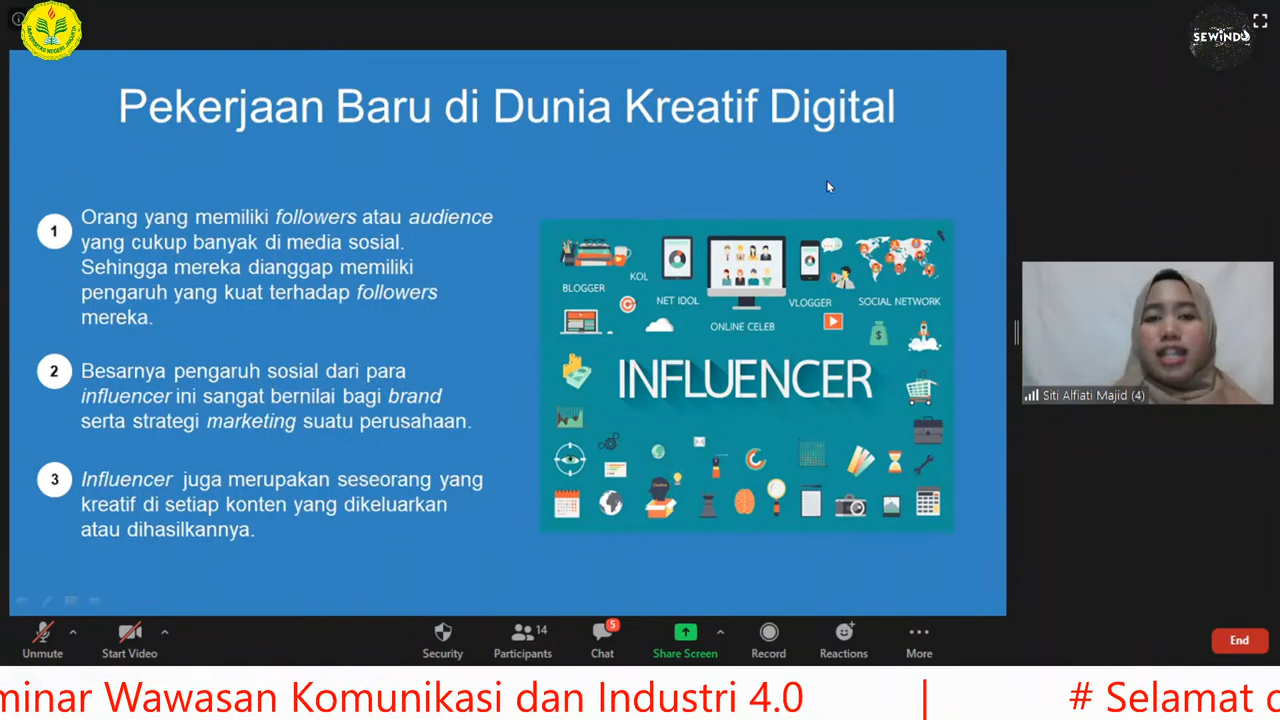 UNIVERSITAS NEGERI JAKARTA
SEWINDU
Pekerjaan Baru di Dunia Kreatif Digital
1
Orang yang memiliki followers atau audience
yang cukup banyak di media sosial.
Sehingga mereka dianggap memiliki
pengaruh yang kuat terhadap followers
mereka.
2
Besarnya pengaruh sosial dari para
influencer ini sangat bernilai bagi brand
serta strategi marketing suatu perusahaan.
3
Influencer juga merupakan seseorang yang
kreatif di setiap konten yang dikeluarkan
atau dihasilkannya.
BLOGGER
KOL
NET IDOL
ONLINE CELEB
VLOGGER
SOCIAL NETWORK
$
INFLUENCER
Siti Alfiati Majid (4)
Unmute
Start Video
Security
14
Participants
5
Chat
Share Screen
Record
Reactions
More
End
minar Wawasan Komunikasi dan Industri 4.0 | # Selamat